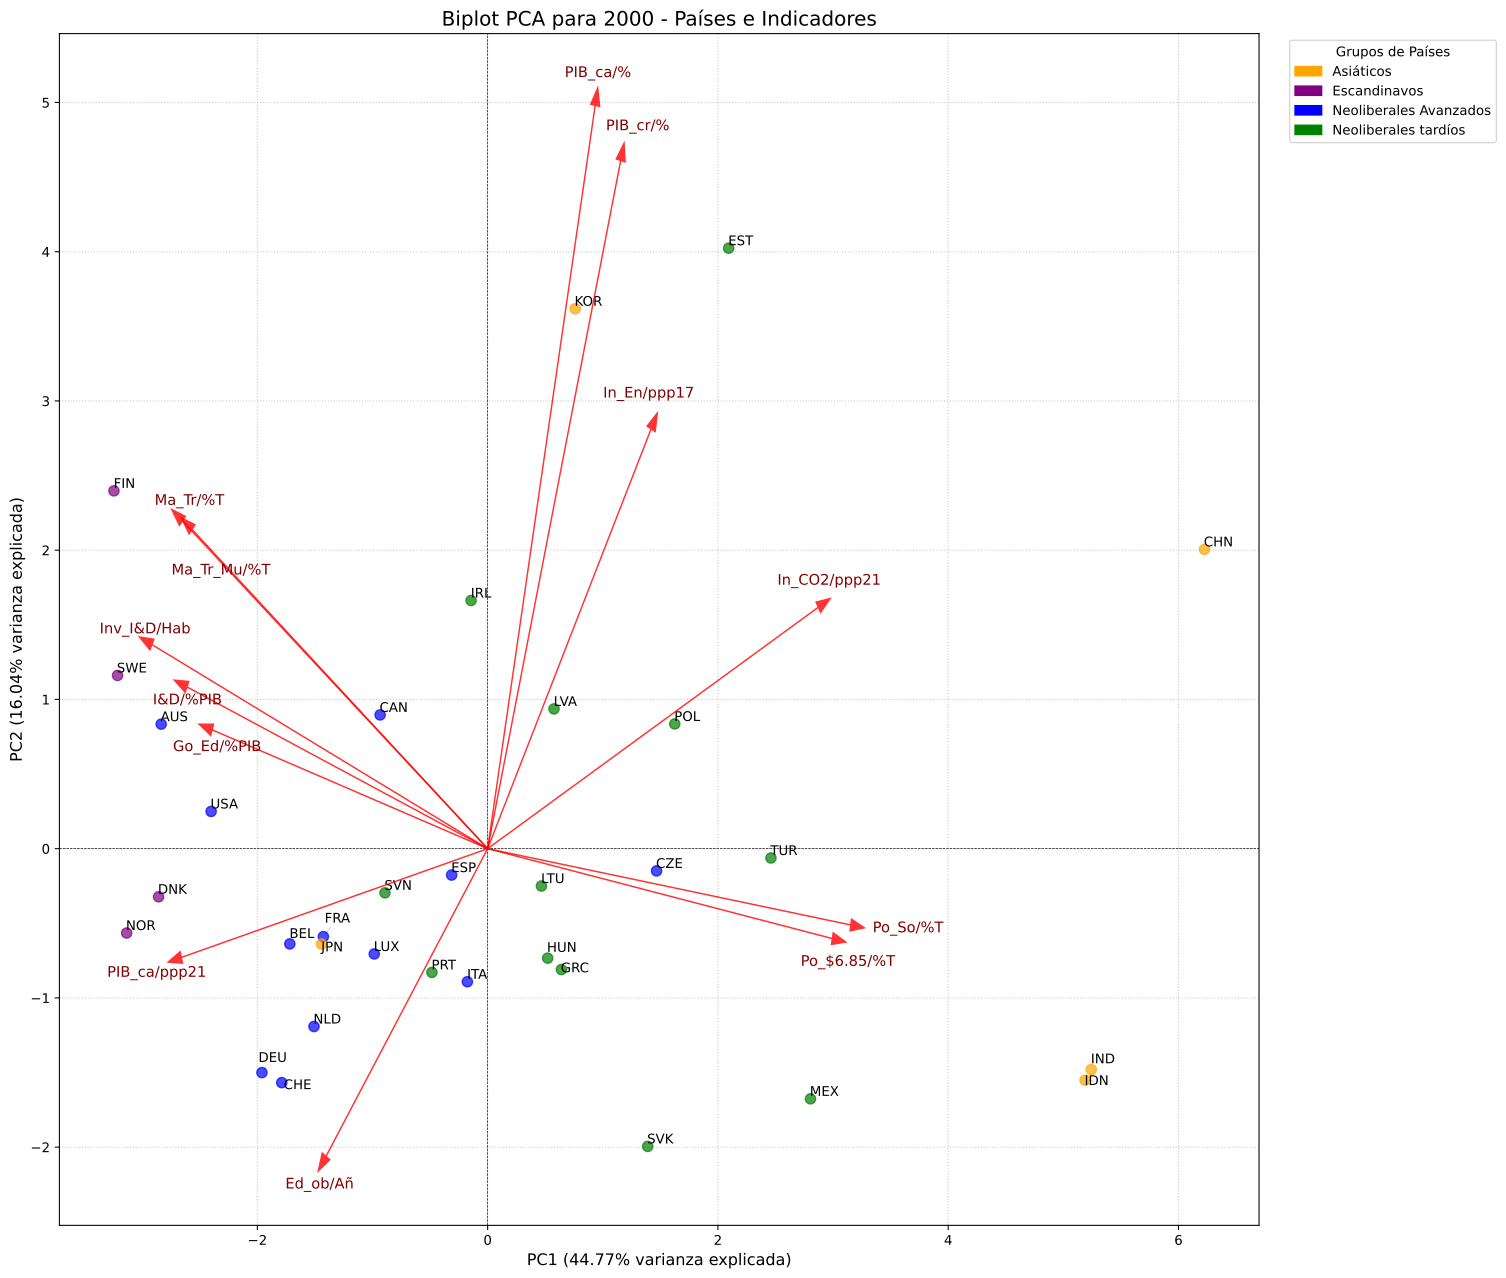 Biplot PCA para 2000 - Países e Indicadores
Grupos de Países
Asiáticos
Escandinavos
Neoliberales Avanzados
Neoliberales tardíos
PIB_ca/%
PIB_cr/%
EST
KOR
In_En/ppp17
FIN
Ma_Tr/%T
CHN
Ma_Tr_Mu/%T
In_CO2/ppp21
IRL
Inv_I&D/Hab
SWE
I&D/%PIB
AUS
CAN
LVA
POL
Go_Ed/%PIB
USA
TUR
CZE
ESP
LTU
SVN
DNK
NOR
FRA
BEL
JPN
LUX
Po_So/%T
HUN
Po_$6.85/%T
PIB_ca/ppp21
PRT
ITA
GRC
NLD
DEU
CHE
IND
IDN
MEX
SVK
Ed_ob/Añ
5
4
3
2
1
0
−1
−2
−2
0
2
4
6
PC1 (44.77% varianza explicada)
PC2 (16.04% varianza explicada)